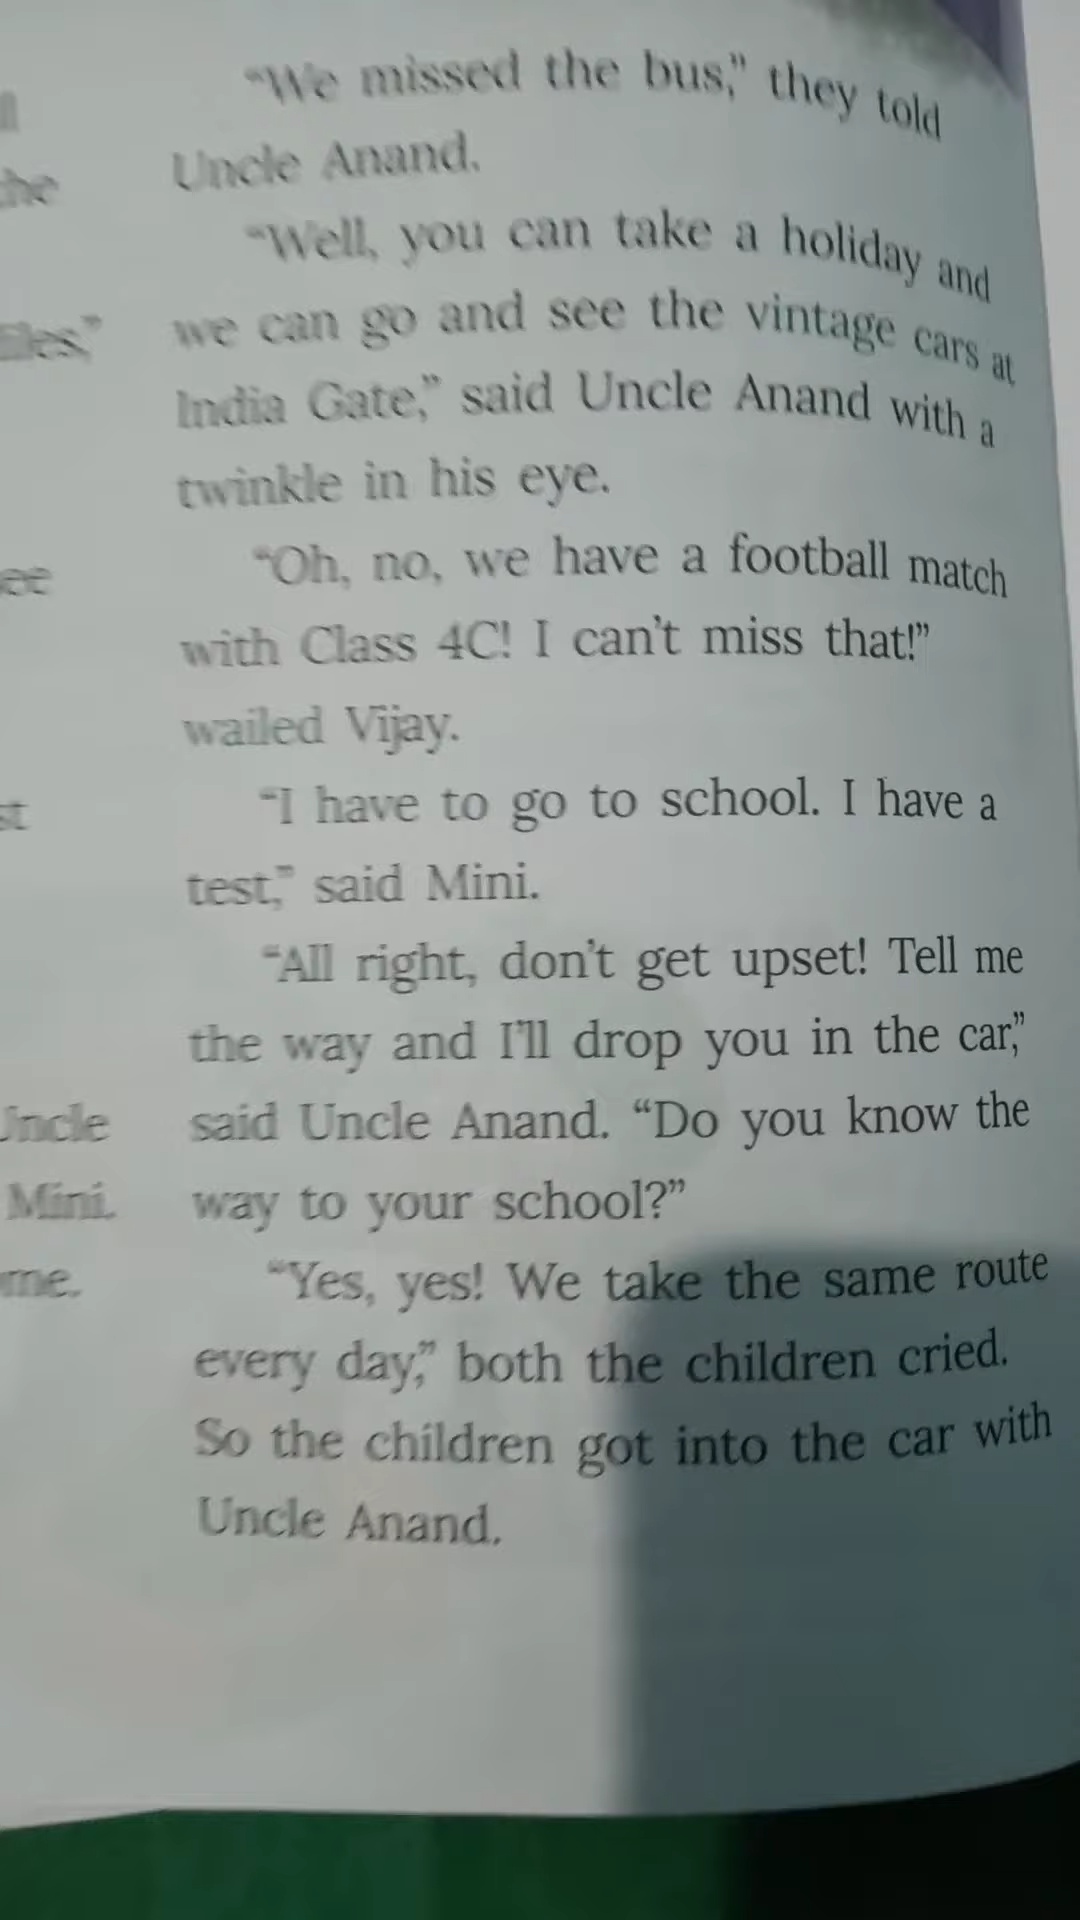 "We missed the bus," they told
Uncle Anand.
"Well, you can take a holiday and
we can go and see the vintage cars at
India Gate," said Uncle Anand with a
twinkle in his eye.
"Oh, no, we have a football match
with Class 4C! I can't miss that!"
wailed Vijay.
"I have to go to school. I have a
test," said Mini.
"All right, don't get upset! Tell me
the way and I'll drop you in the car,"
said Uncle Anand. "Do you know the
way to your school?"
"Yes, yes! We take the same route
every day," both the children cried.
So the children got into the car with
Uncle Anand.
Uncle
Mini.